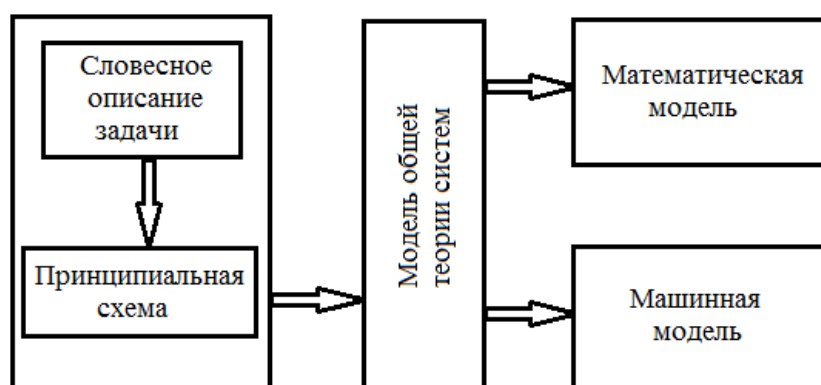 Словесное
описание
задачи
Принципиальная
схема
Модель общей
теории систем
Математическая
модель
Машинная
модель